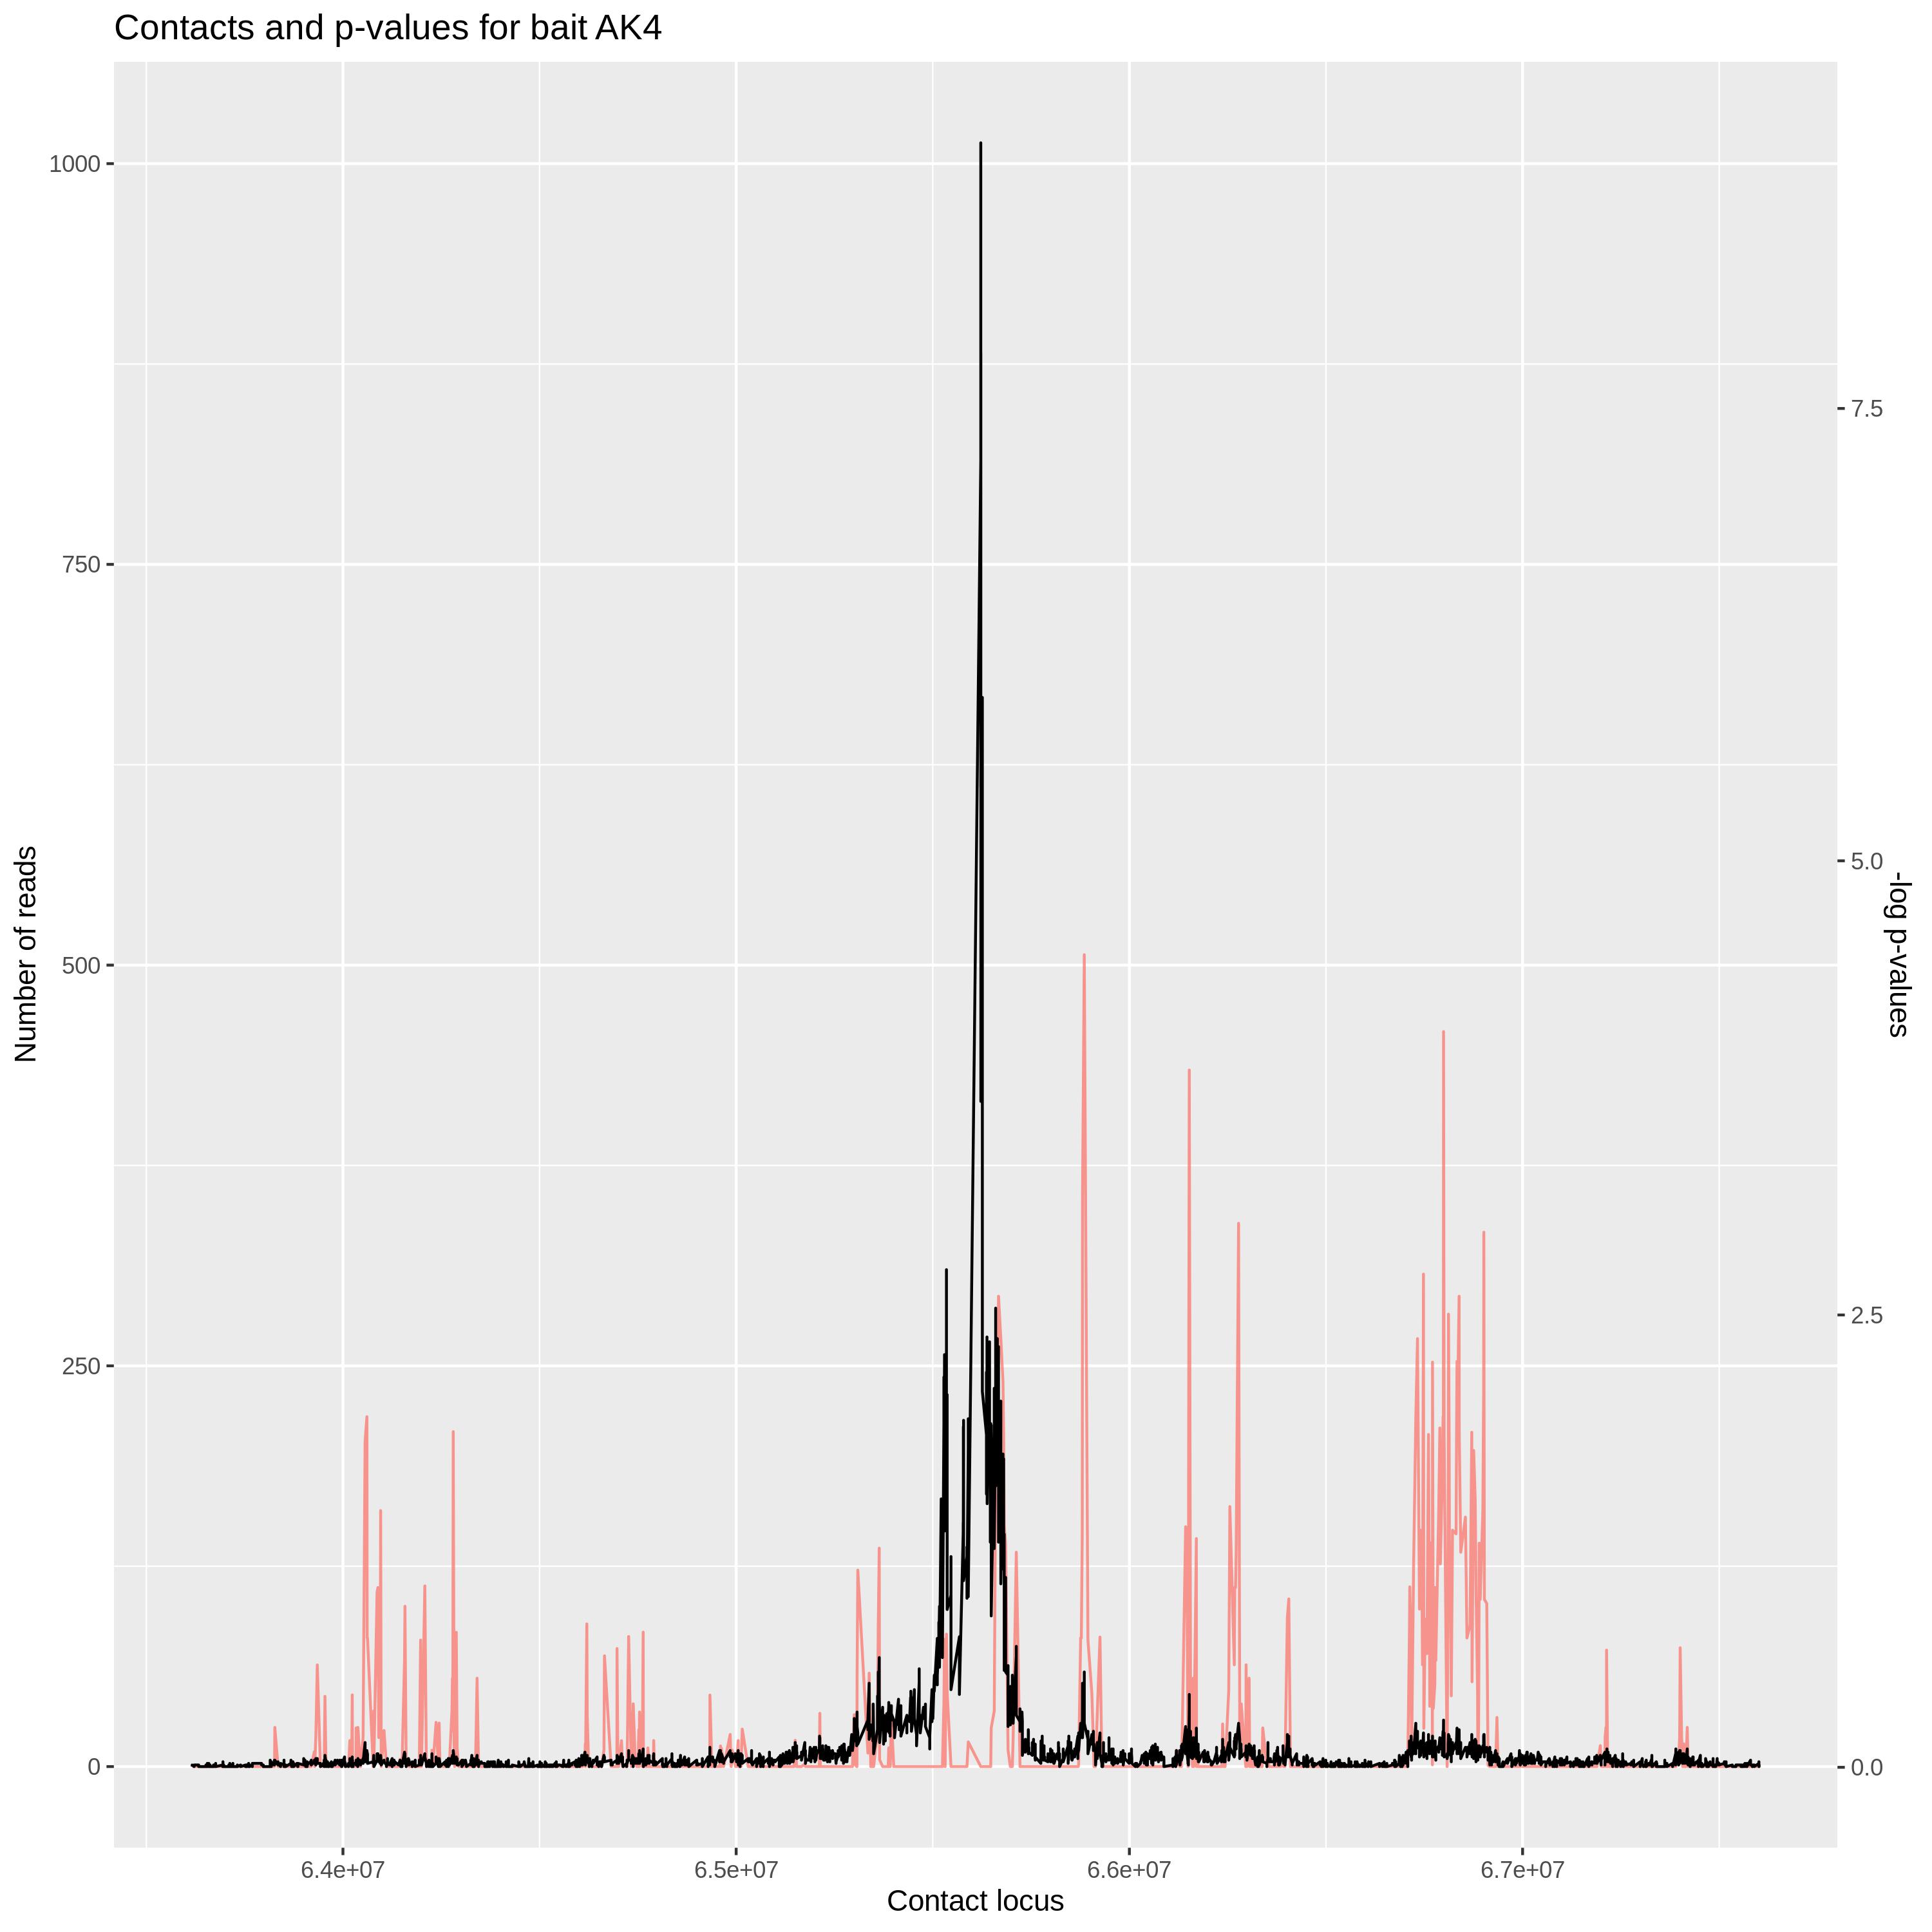 Contacts and p-values for bait AK4
1000
750
500
250
0
Number of reads
7.5
5.0
2.5
0.0
-log p-values
6.4e+07
6.5e+07
6.6e+07
6.7e+07
Contact locus